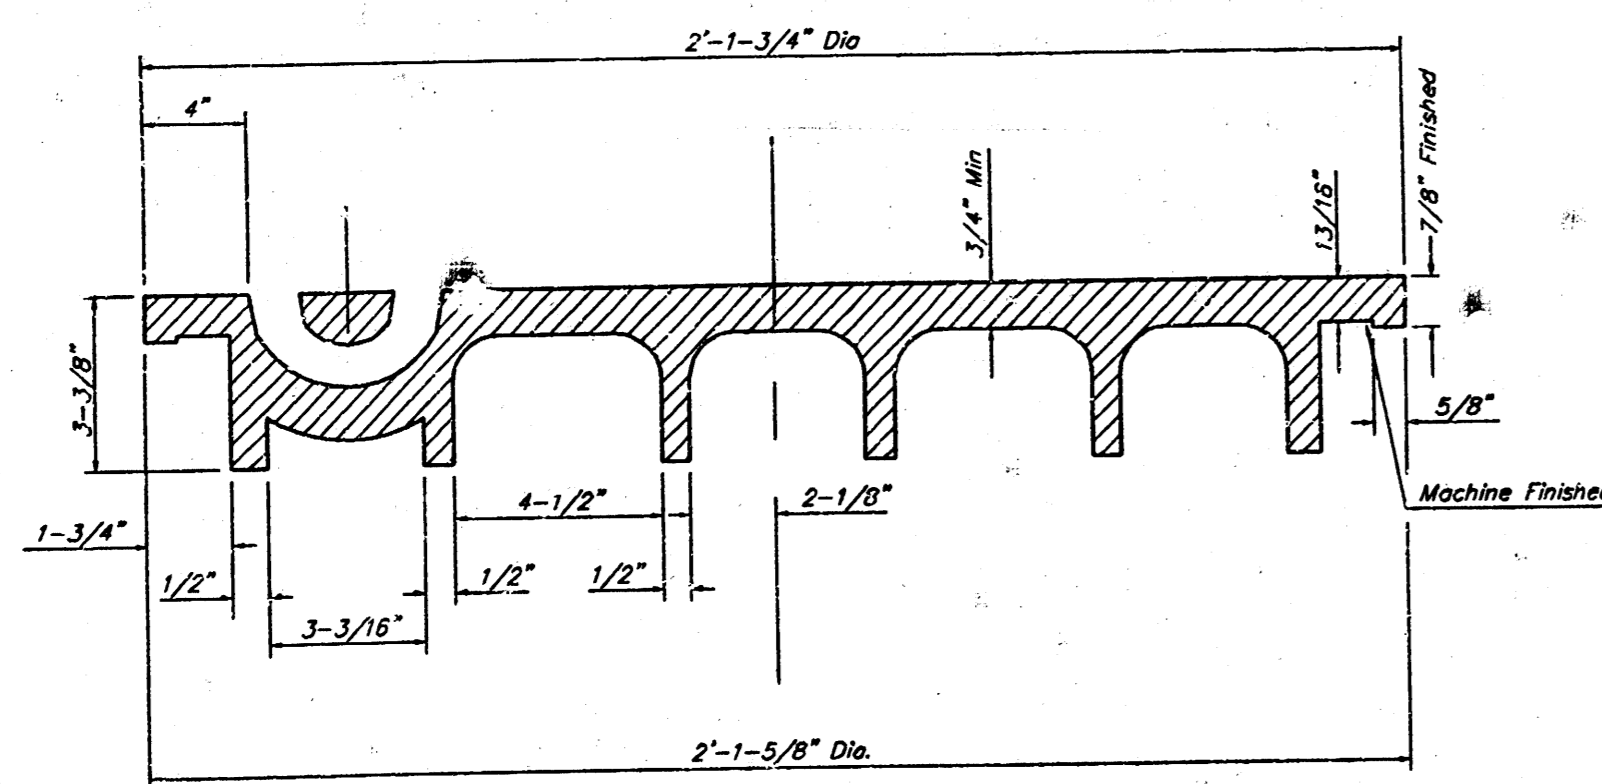 2'-1-3/4" Dia
4"
3/4" Min
13/16"
7/8" Finished
3-3/8"
5/8"
Machine Finished
4-1/2"
2-1/8"
1-3/4"
1/2"
1/2"
1/2"
3-3/16"
2'-1-5/8" Dia.